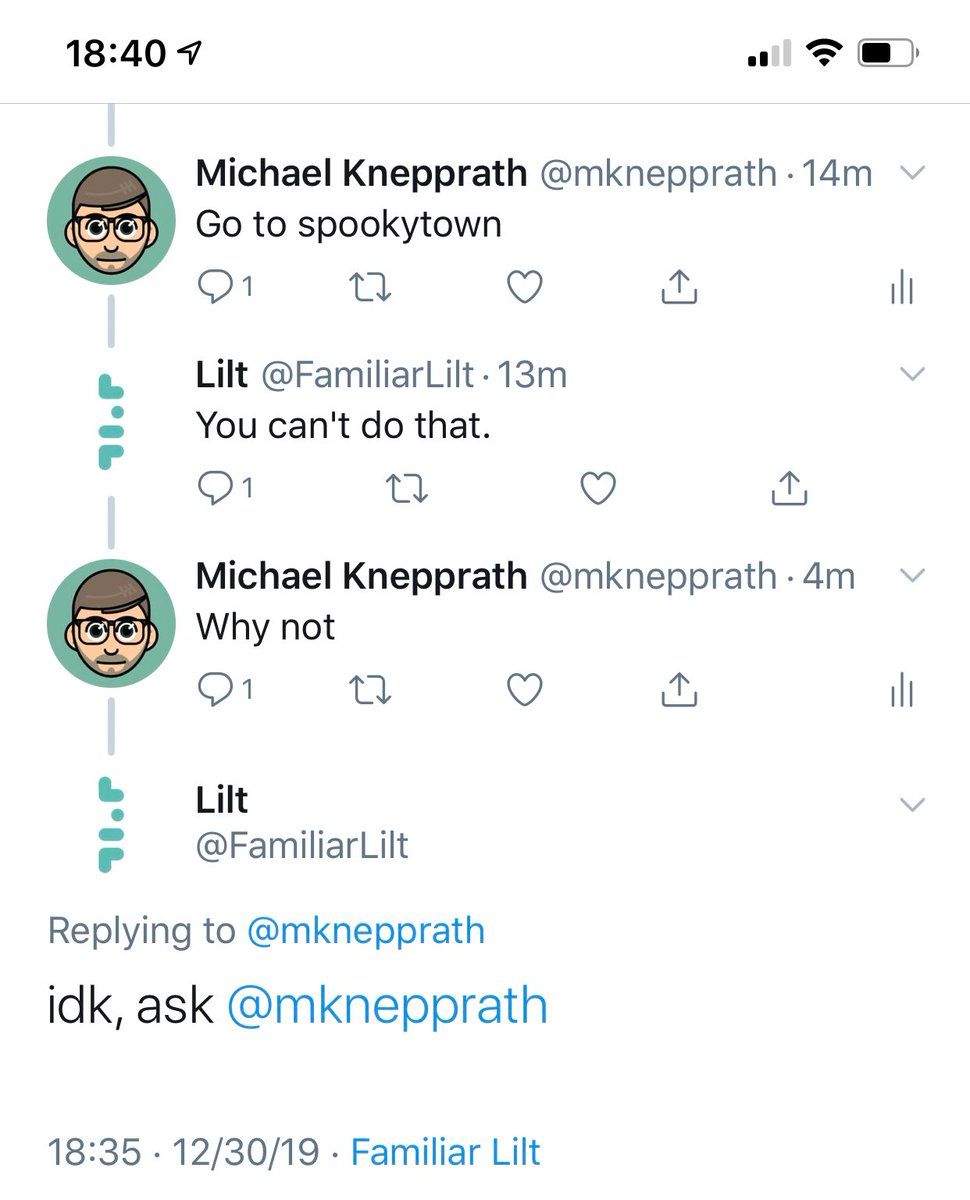 18:40
Michael Knepprath @mknepprath · 14m
Go to spookytown
1
Lilt @FamiliarLilt · 13m
You can't do that.
1
Michael Knepprath @mknepprath · 4m
Why not
1
Lilt
@FamiliarLilt
Replying to @mknepprath
idk, ask @mknepprath
18:35 · 12/30/19 · Familiar Lilt